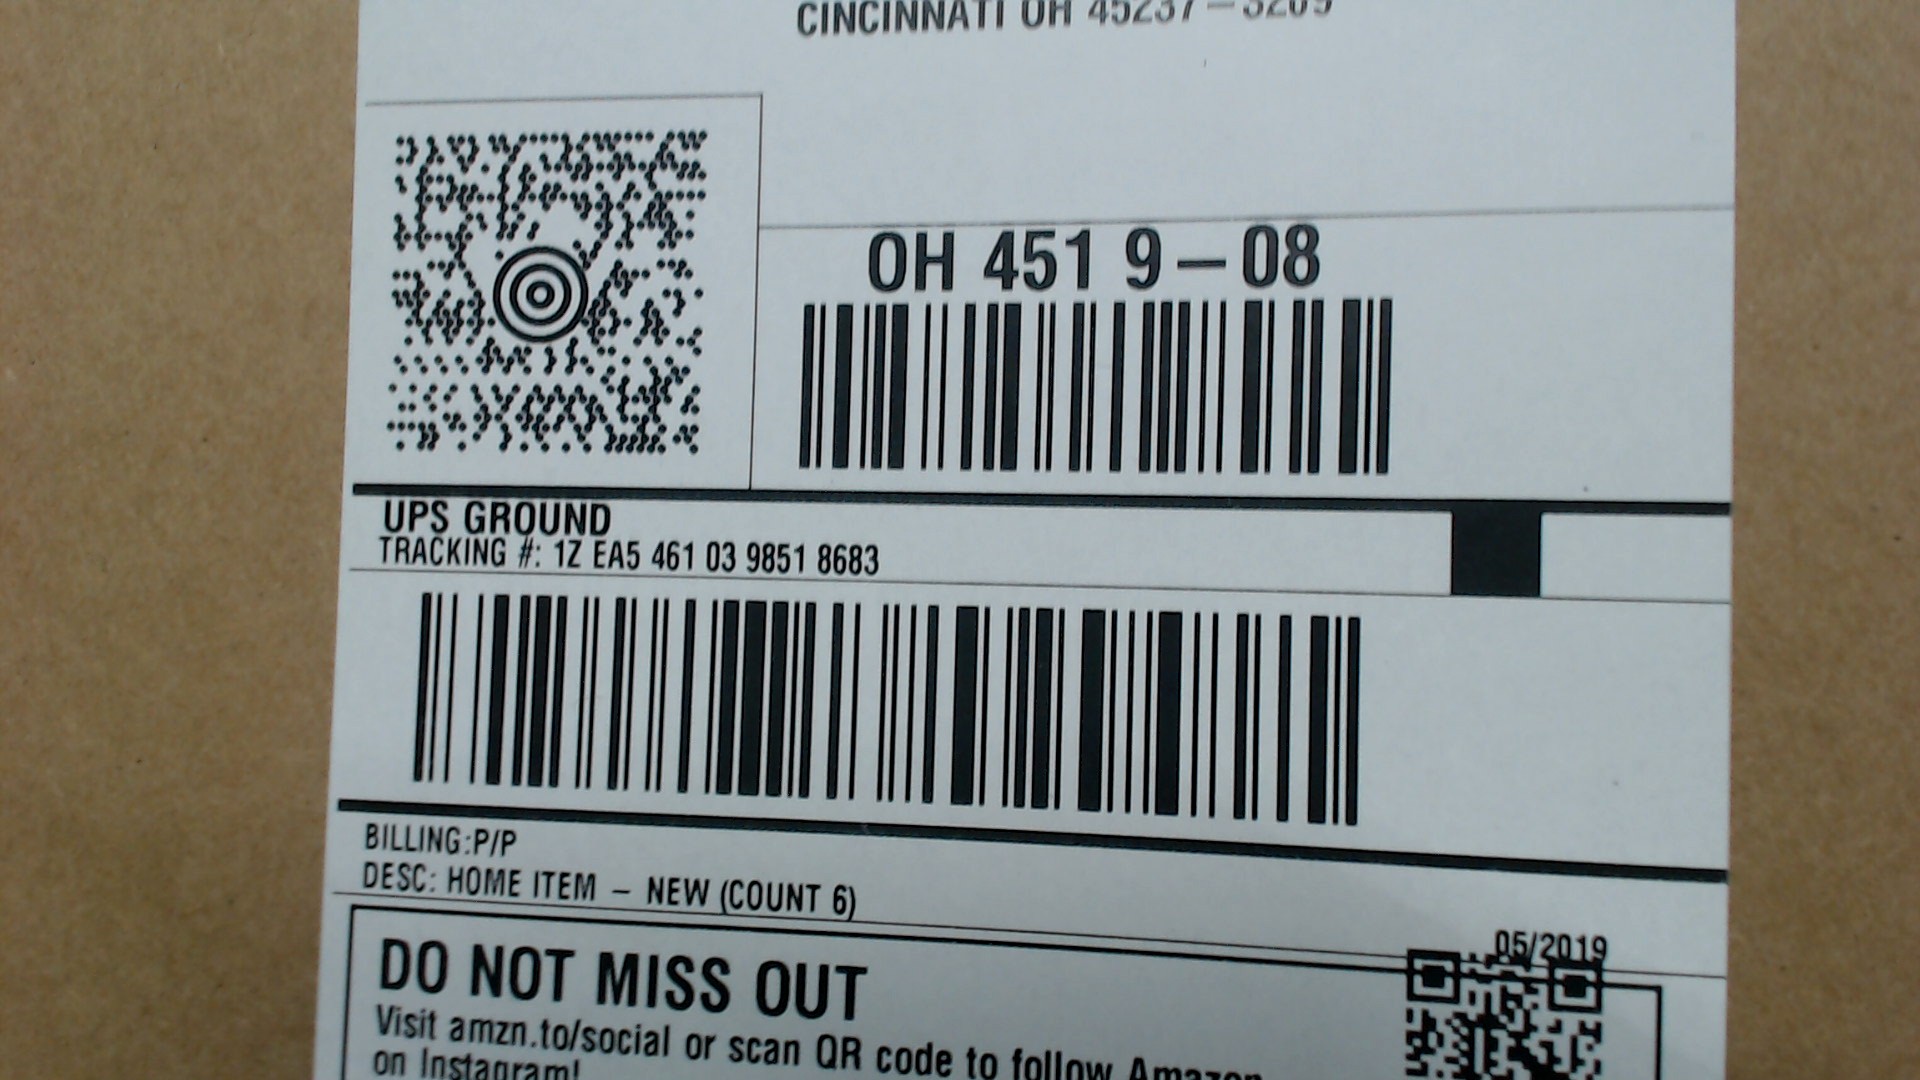 CINCINNATI OH 45237-3209
OH 451 9-08
UPS GROUND
TRACKING #: 1Z EA5 461 03 9851 8683
BILLING:P/P
DESC: HOME ITEM - NEW (COUNT 6)
05/2019
DO NOT MISS OUT
Visit amzn.to/social or scan QR code to follow Amazon
on Instagram!